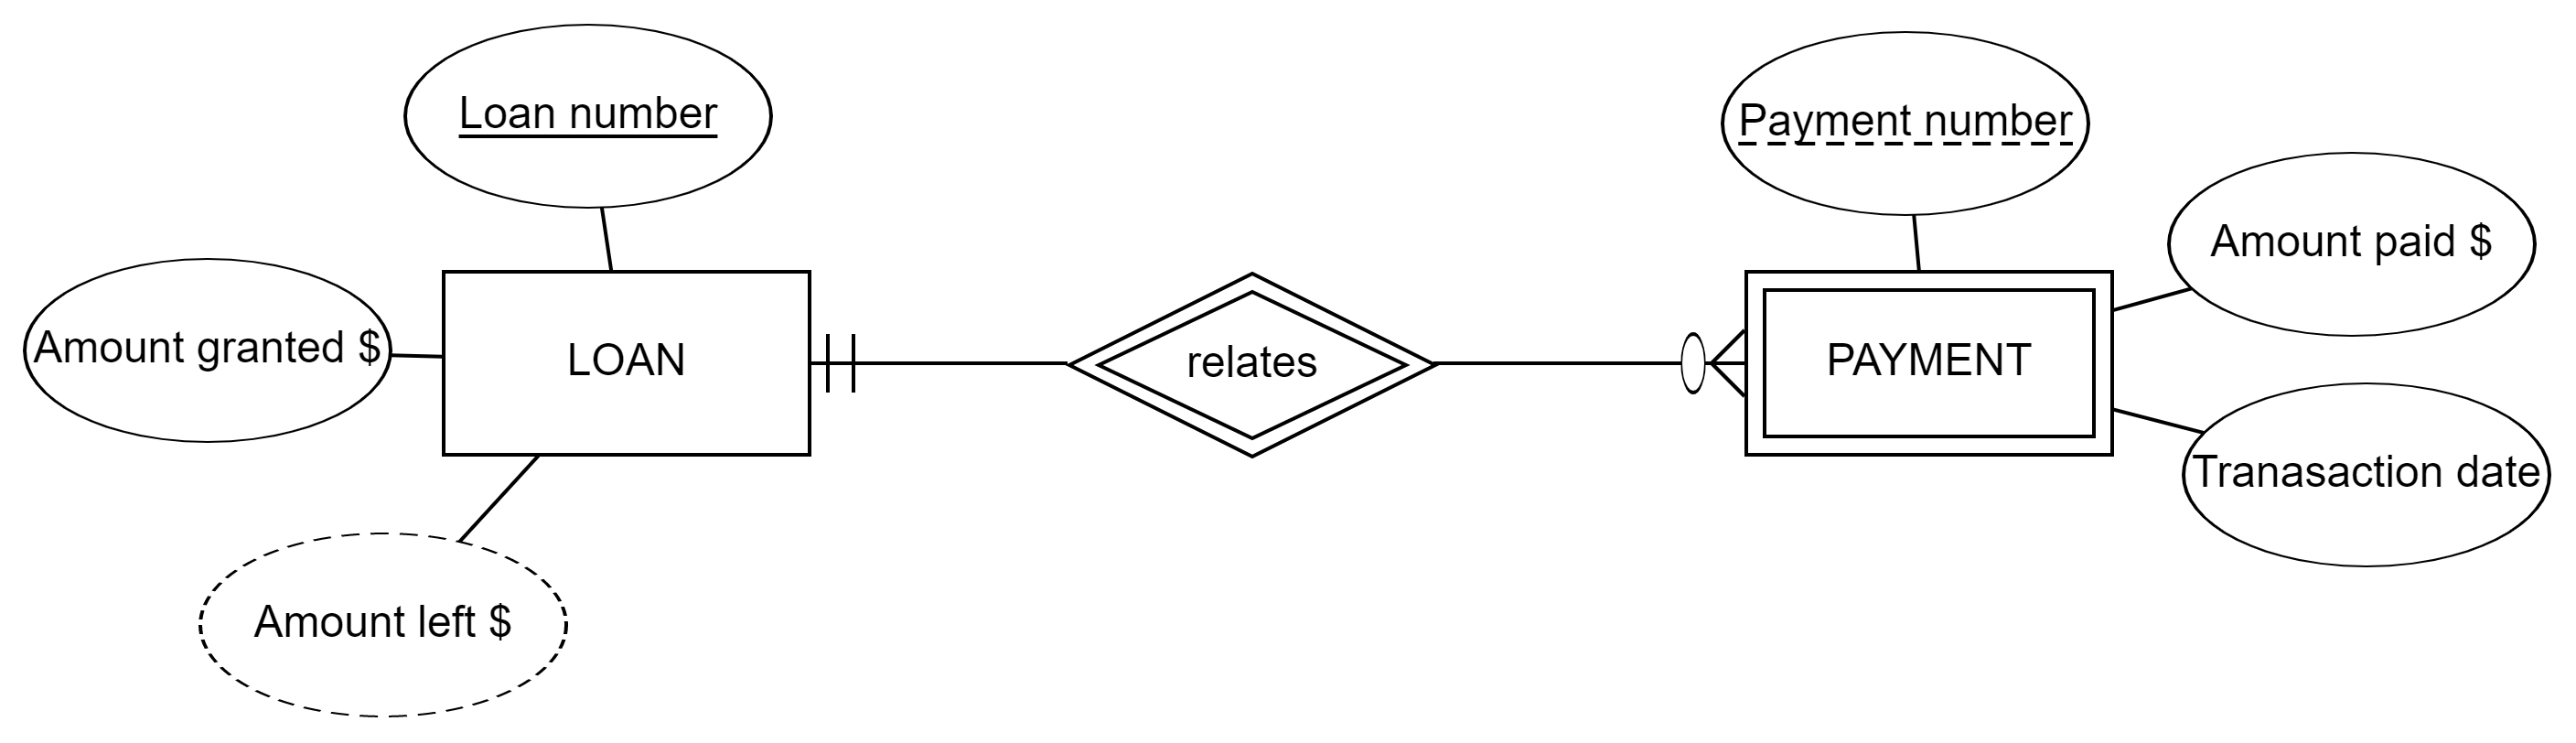 Loan number
Payment number
Amount paid $
Amount granted $
LOAN
relates
PAYMENT
Tranasaction date
Amount left $